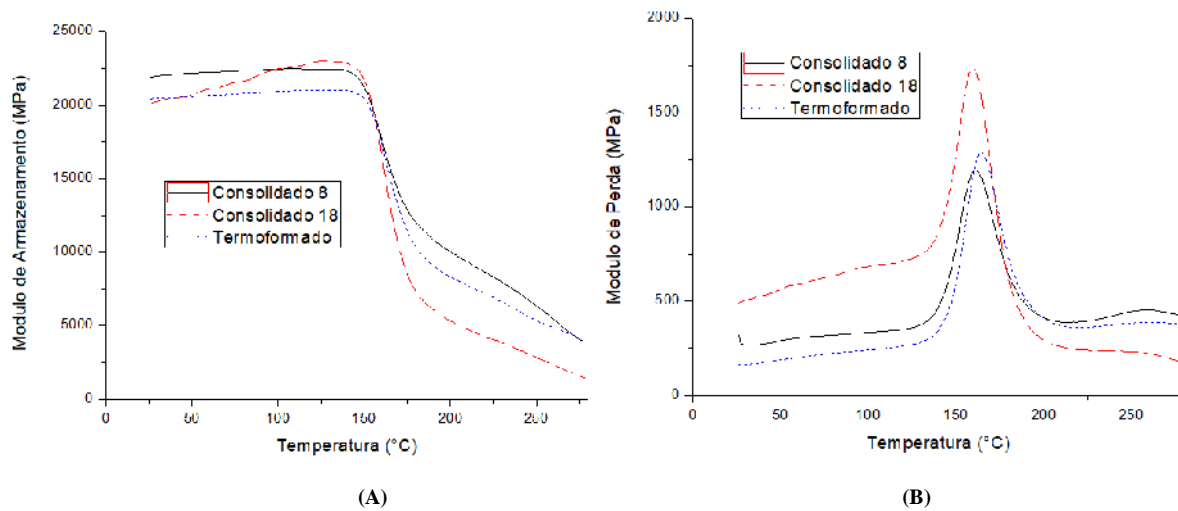 25000
20000
15000
10000
5000
0
Modulo de Armazenamento (MPa)
Consolidado 8
Consolidado 18
Termoformado
0 50 100 150 200 250
Temperatura (°C)
(A)
2000
1500
1000
500
0
Modulo de Perda (MPa)
Consolidado 8
Consolidado 18
Termoformado
0 50 100 150 200 250
Temperatura (°C)
(B)